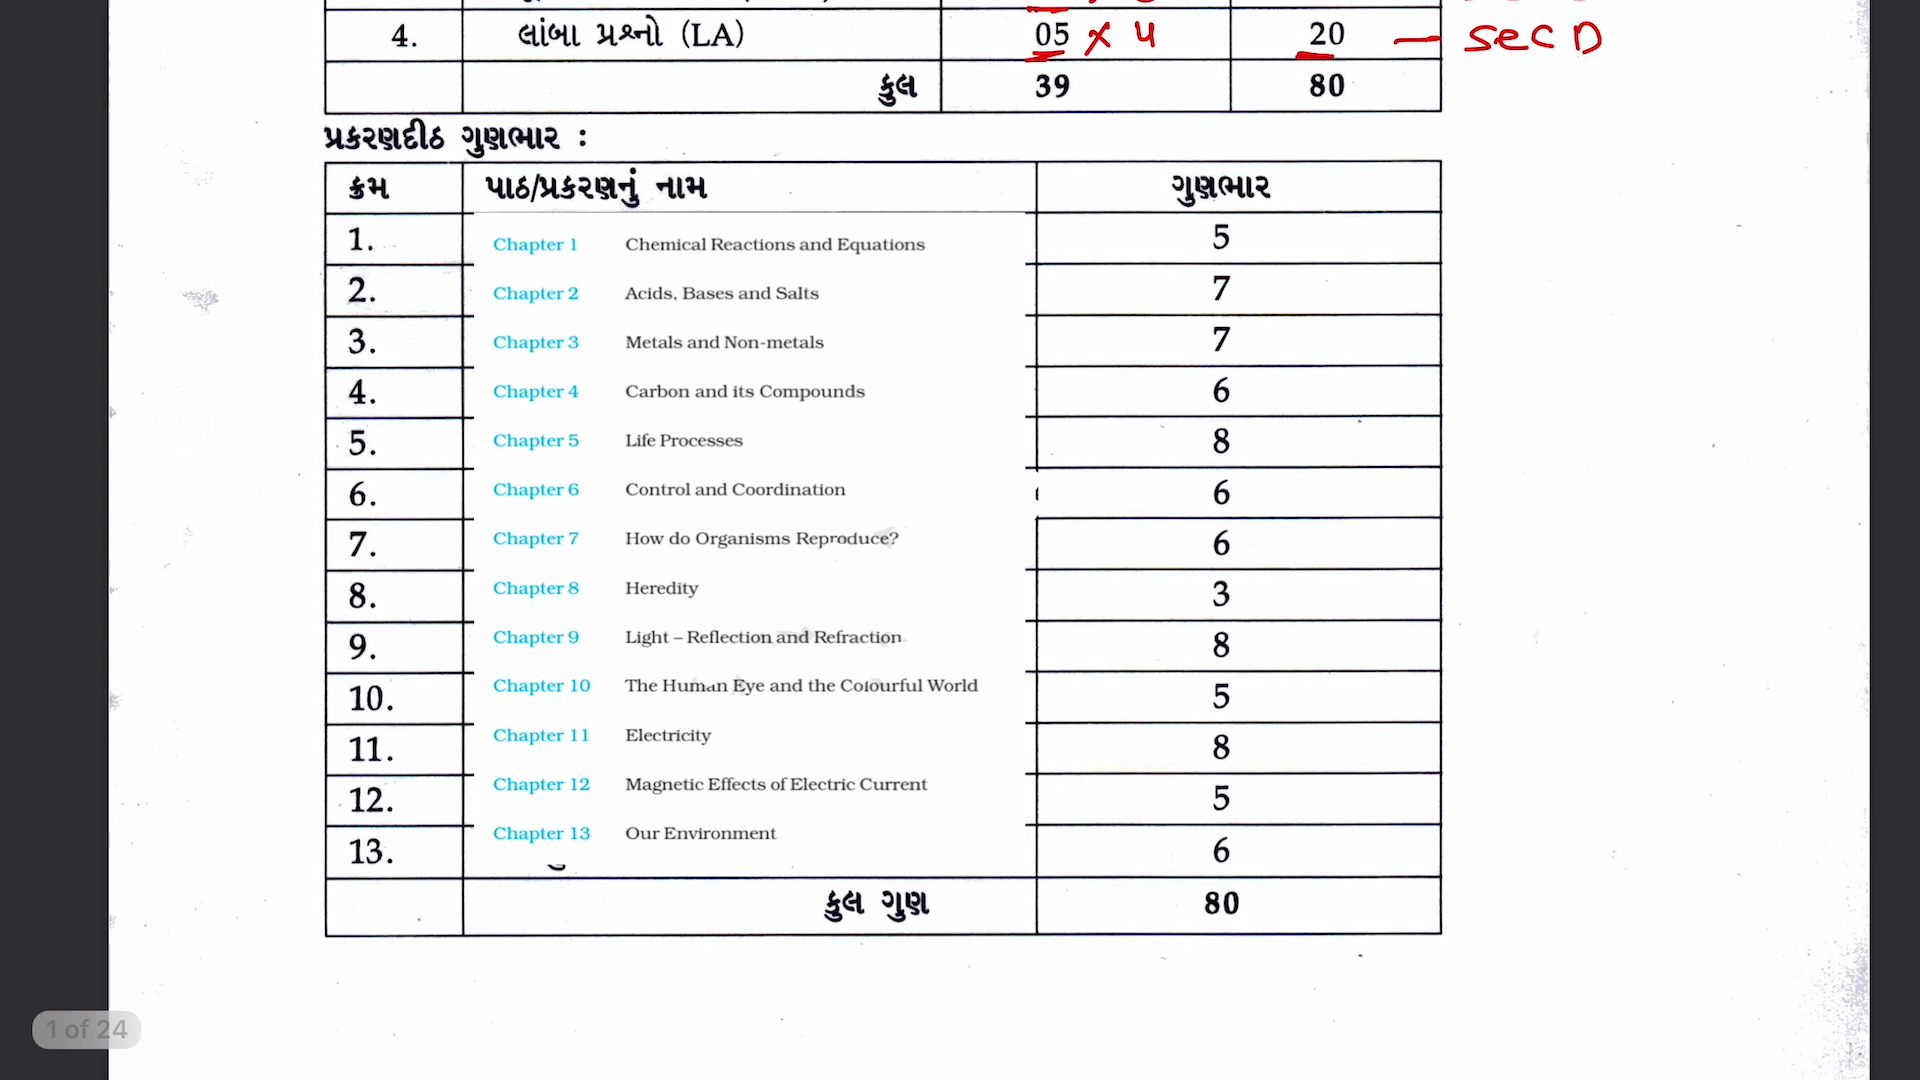 4. લાંબા પ્રશ્નો (LA) 05 × 4 20 — sec D
કુલ 39 80
પ્રકરણદીઠ ગુણભાર :
ક્રમ પાઠ/પ્રકરણનું નામ ગુણભાર
1. Chapter 1 Chemical Reactions and Equations 5
2. Chapter 2 Acids, Bases and Salts 7
3. Chapter 3 Metals and Non-metals 7
4. Chapter 4 Carbon and its Compounds 6
5. Chapter 5 Life Processes 8
6. Chapter 6 Control and Coordination 6
7. Chapter 7 How do Organisms Reproduce? 6
8. Chapter 8 Heredity 3
9. Chapter 9 Light – Reflection and Refraction 8
10. Chapter 10 The Human Eye and the Colourful World 5
11. Chapter 11 Electricity 8
12. Chapter 12 Magnetic Effects of Electric Current 5
13. Chapter 13 Our Environment 6
કુલ ગુણ 80
1 of 24